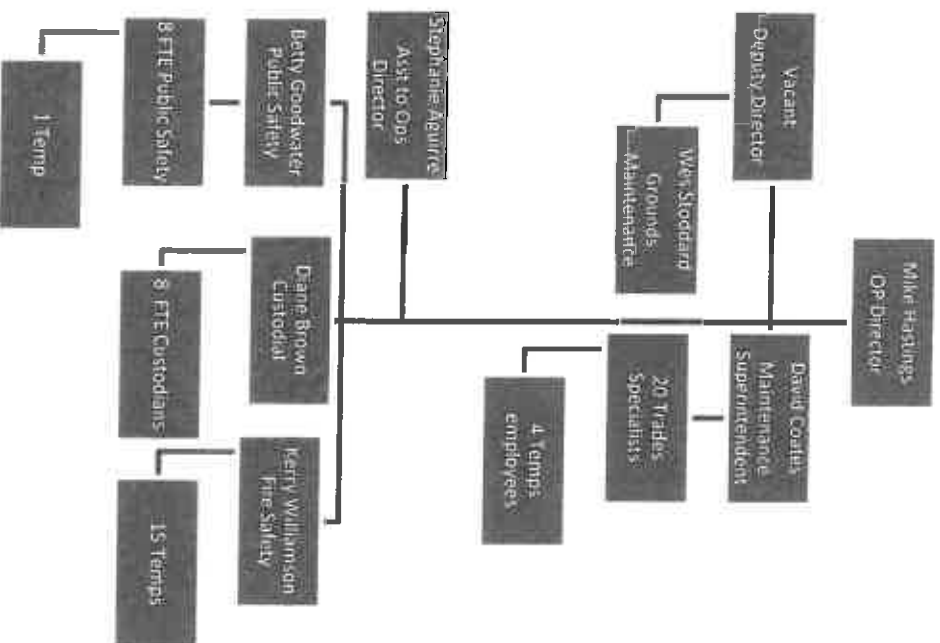 Mike Hastings
OP Director
Vacant
Deputy Director
David Coates
Maintenance
Superintendent
Wes Stoddard
Grounds
Maintenance
20 Trades
Specialists
4 Temps
employees
Stephanie Aguirre
Asst to Ops
Director
Betty Goodwater
Public Safety
Diane Brown
Custodial
Kerry Williamson
Fire Safety
8 FTE Public Safety
8 FTE Custodians
15 Temps
1 Temp